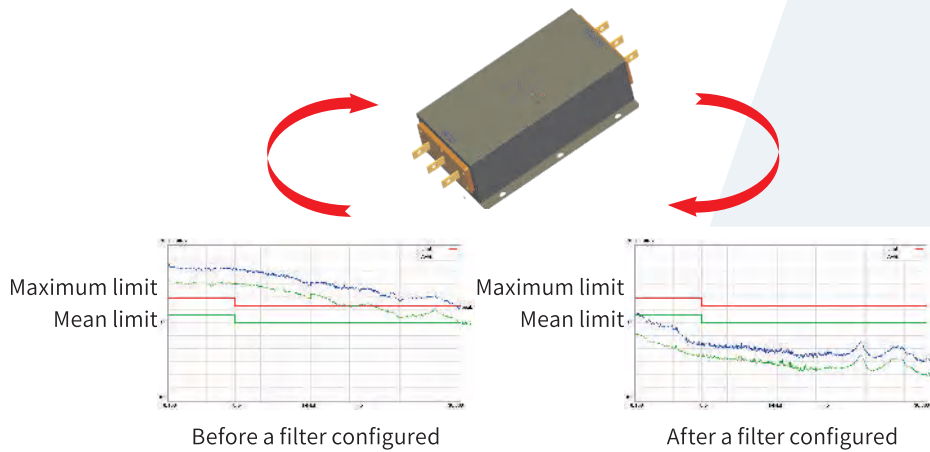 Maximum limit
Mean limit
Maximum limit
Mean limit
Before a filter configured
After a filter configured